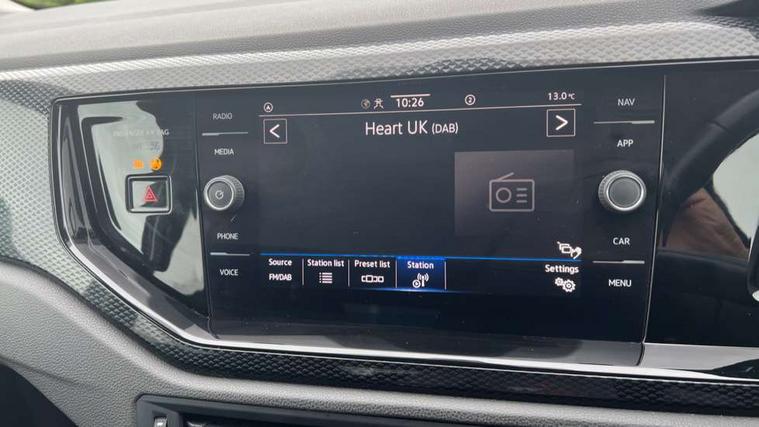 RADIO
MEDIA
PHONE
VOICE
A
10:26
2
13.0 °C
Heart UK (DAB)
Source
FM/DAB
Station list
Preset list
Station
Settings
NAV
APP
CAR
MENU